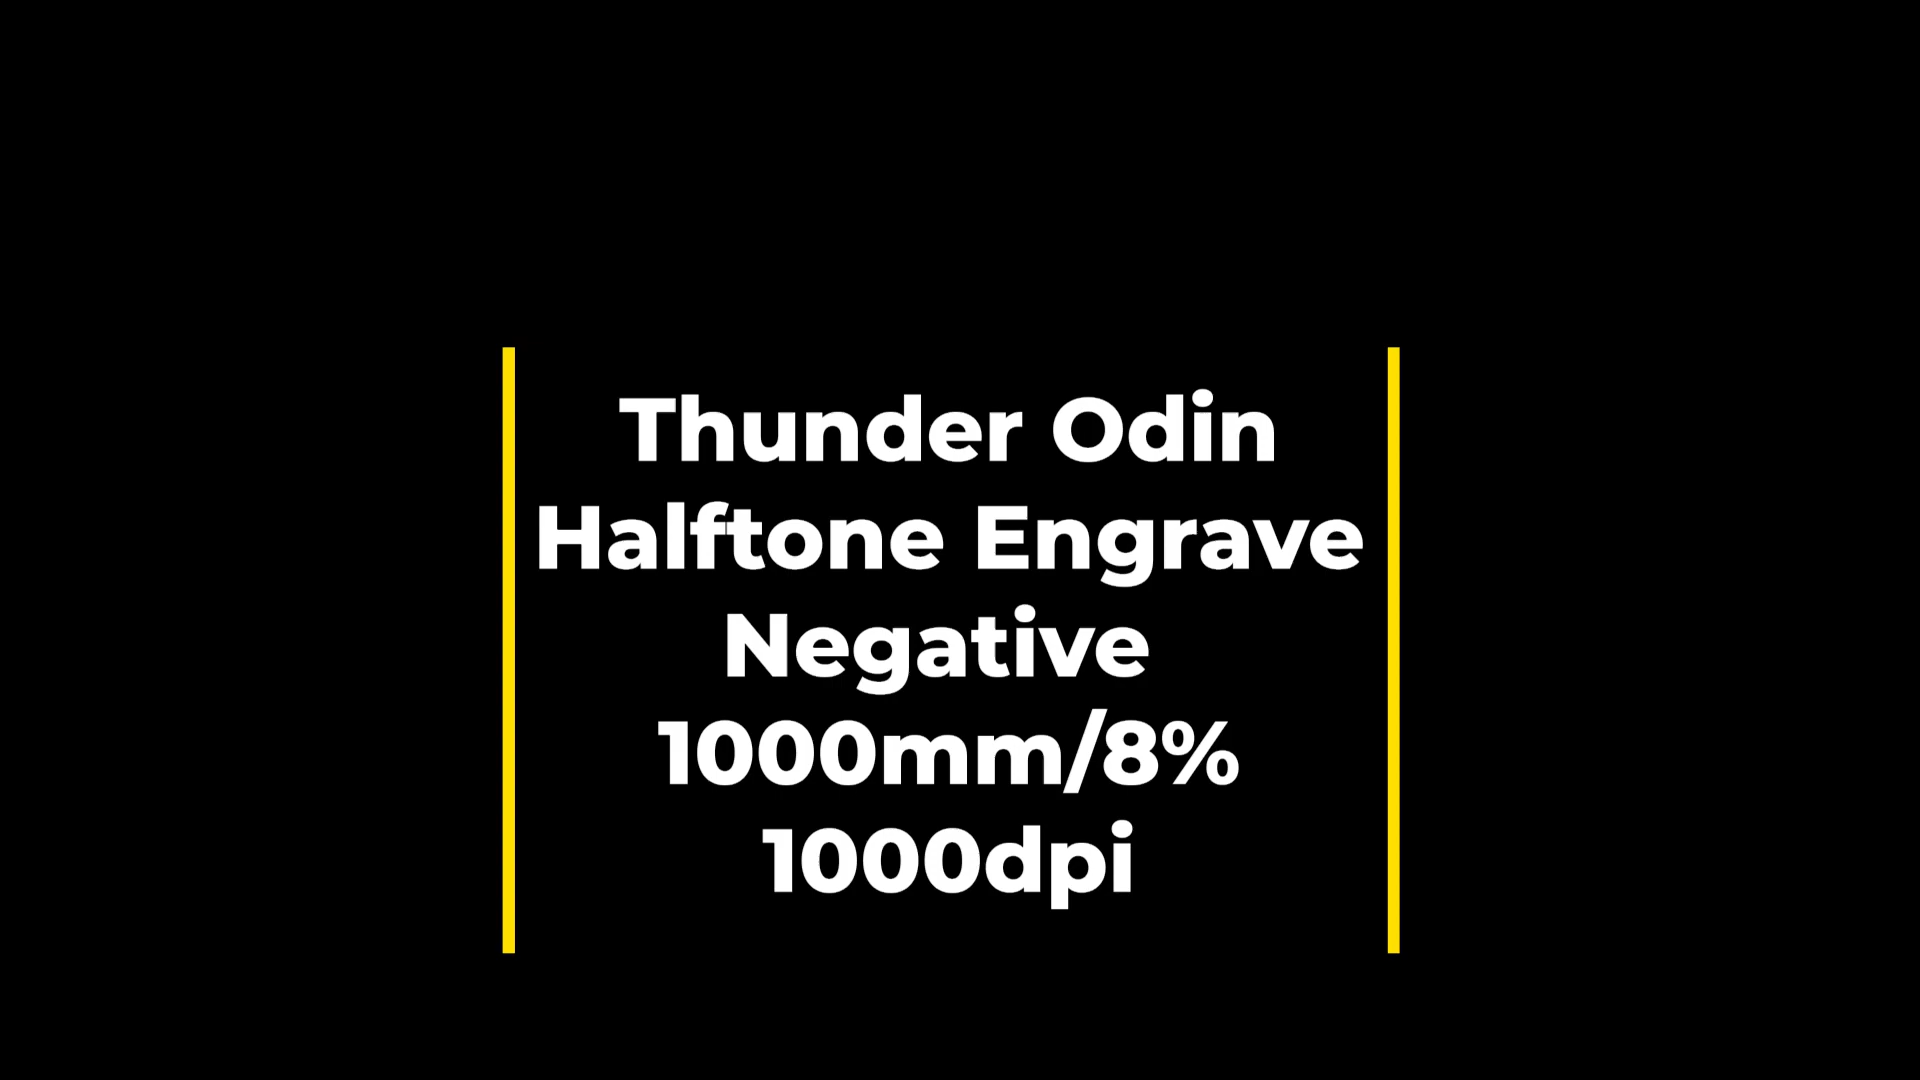 Thunder Odin
Halftone Engrave
Negative
1000mm/8%
1000dpi